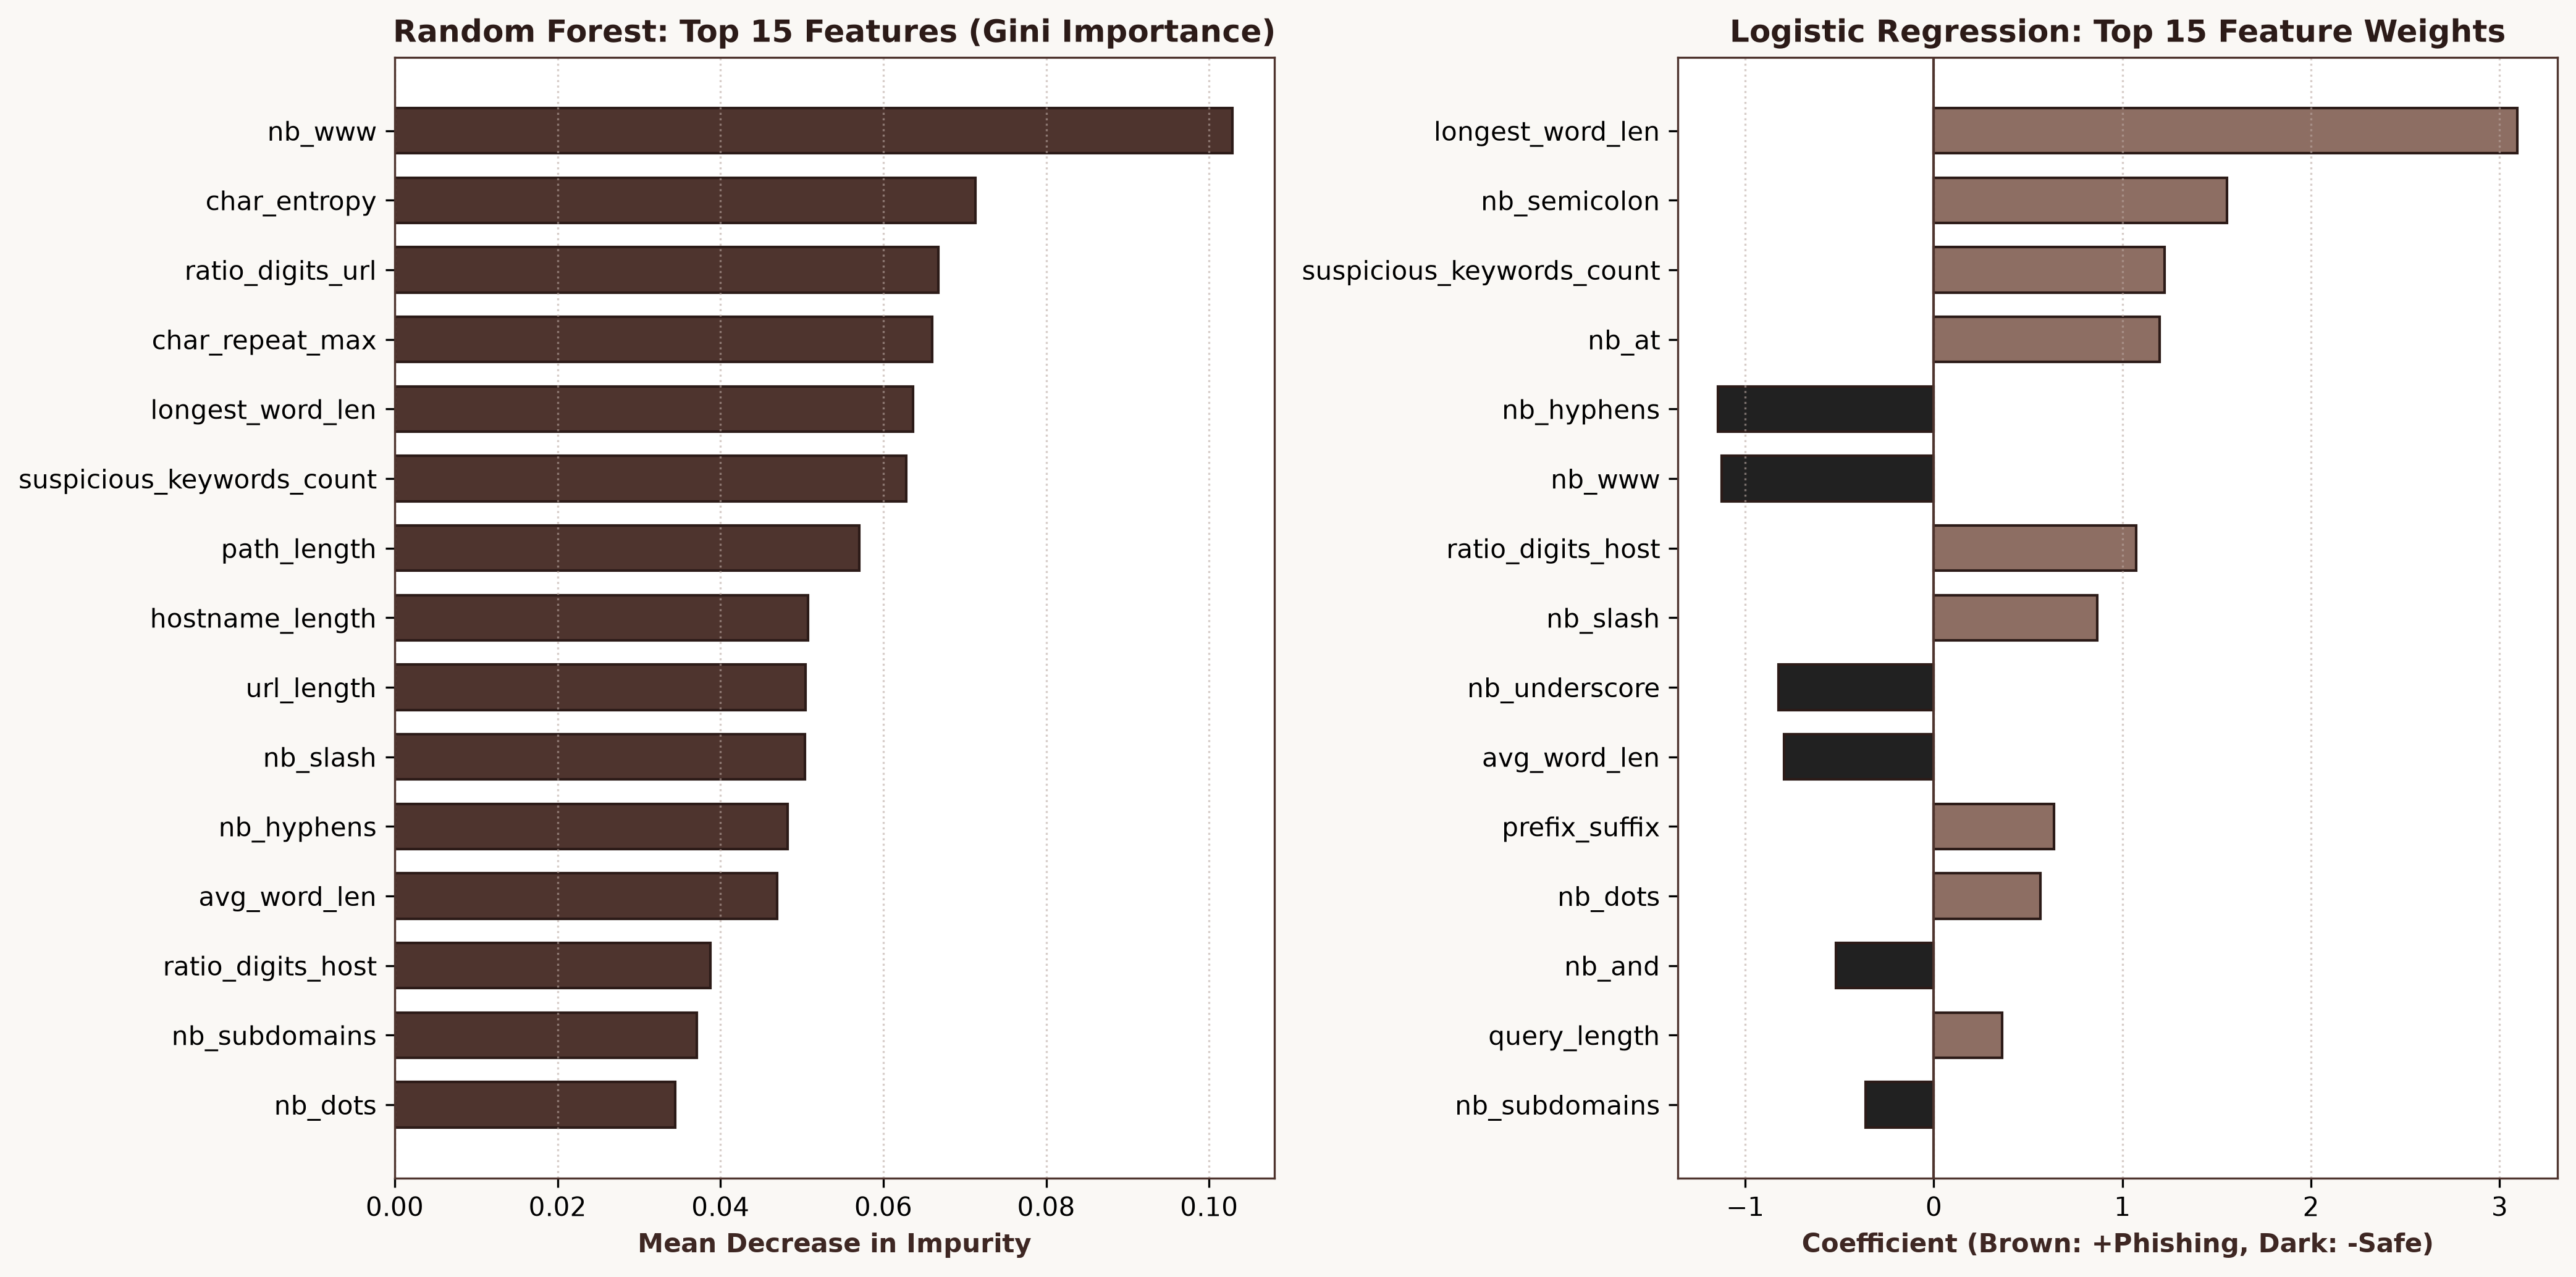 Random Forest: Top 15 Features (Gini Importance)
nb_www
char_entropy
ratio_digits_url
char_repeat_max
longest_word_len
suspicious_keywords_count
path_length
hostname_length
url_length
nb_slash
nb_hyphens
avg_word_len
ratio_digits_host
nb_subdomains
nb_dots
0.00 0.02 0.04 0.06 0.08 0.10
Mean Decrease in Impurity
Logistic Regression: Top 15 Feature Weights
longest_word_len
nb_semicolon
suspicious_keywords_count
nb_at
nb_hyphens
nb_www
ratio_digits_host
nb_slash
nb_underscore
avg_word_len
prefix_suffix
nb_dots
nb_and
query_length
nb_subdomains
−1 0 1 2 3
Coefficient (Brown: +Phishing, Dark: -Safe)